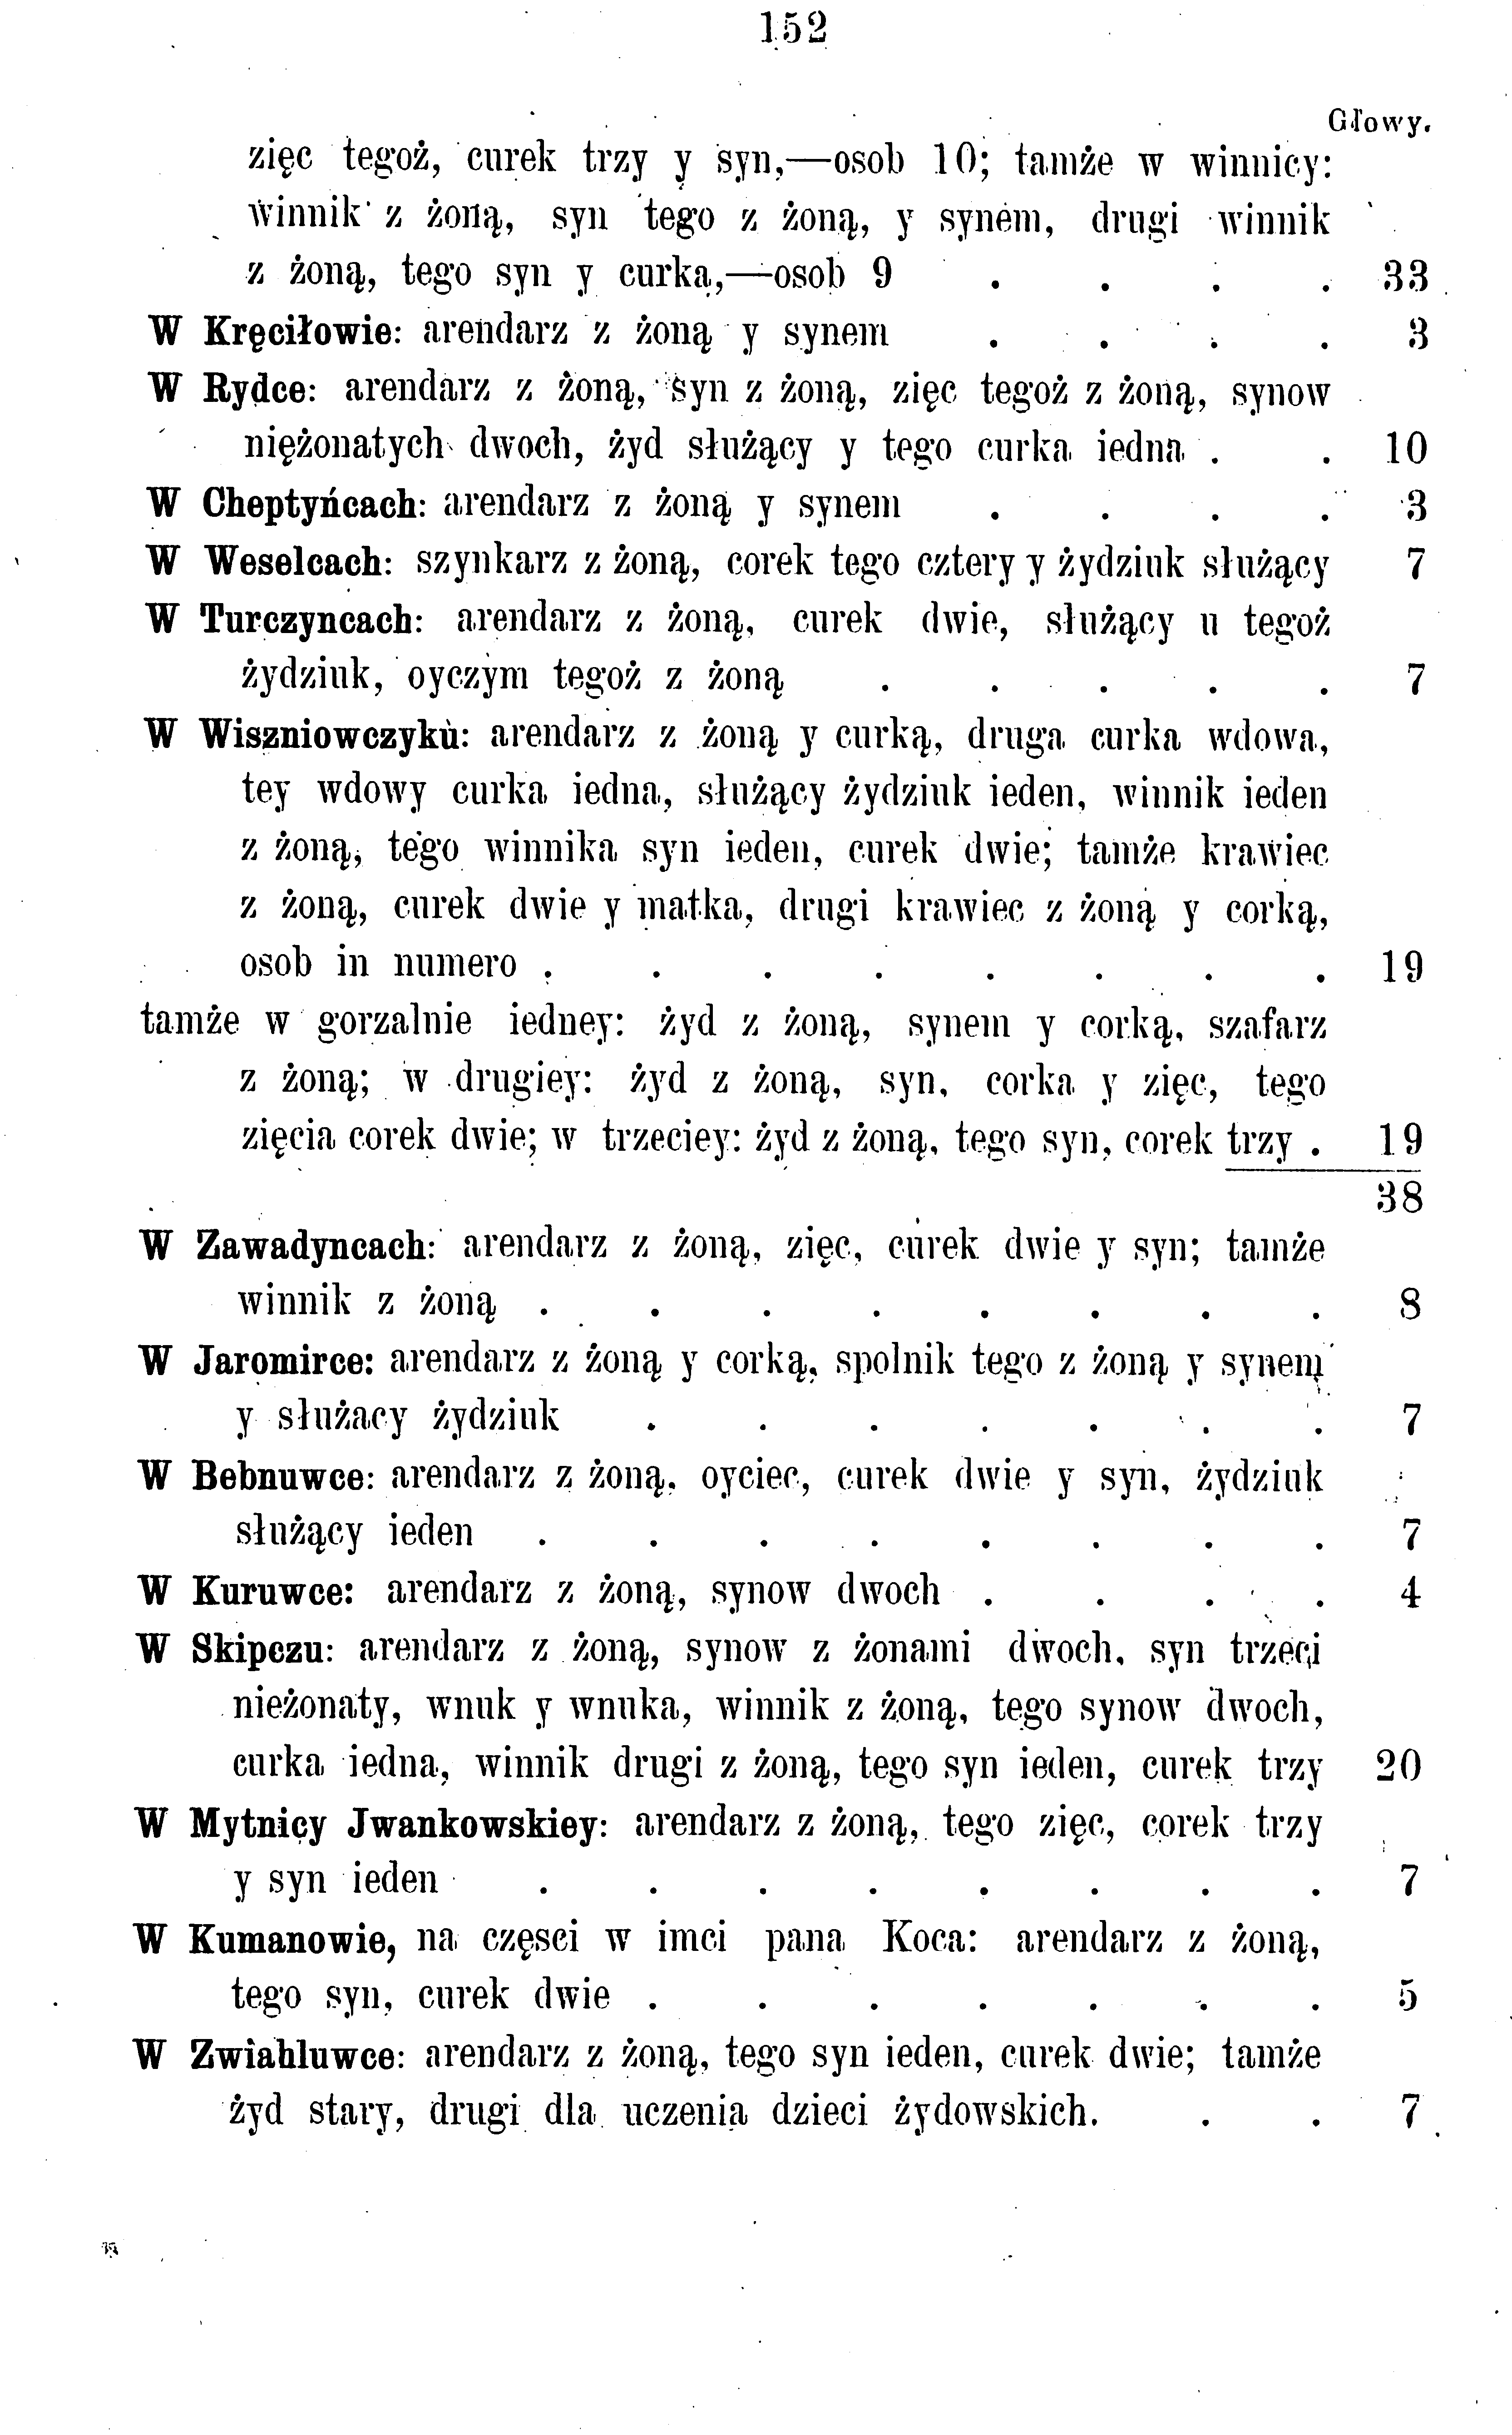 152
Głowy.
zięc tegoż, curek trzy y syn,—osob 10; tamże w winnicy:
winnik z żoną, syn tego z żoną, y synem, drugi winnik
z żoną, tego syn y curka,—osob 9 . . . . 33
W Kręciłowie: arendarz z żoną y synem . . . . 3
W Rydce: arendarz z żoną, syn z żoną, zięc tegoż z żoną, synow
niężonatych dwoch, żyd służący y tego curka iedna . . 10
W Cheptyńcach: arendarz z żoną y synem . . . . 3
W Weselcach: szynkarz z żoną, corek tego cztery y żydziuk służący 7
W Turczyncach: arendarz z żoną, curek dwie, służący u tegoż
żydziuk, oyczym tegoż z żoną . . . . . 7
W Wiszniowczyku: arendarz z żoną y curką, druga curka wdowa,
tey wdowy curka iedna, służący żydziuk ieden, winnik ieden
z żoną, tego winnika syn ieden, curek dwie; tamże krawiec
z żoną, curek dwie y matka, drugi krawiec z żoną y corką,
osob in numero . . . . . . . . 19
tamże w gorzalnie iedney: żyd z żoną, synem y corką, szafarz
z żoną; w drugiey: żyd z żoną, syn, corka y zięc, tego
zięcia corek dwie; w trzeciey: żyd z żoną, tego syn, corek trzy . 19
38
W Zawadyncach: arendarz z żoną, zięc, curek dwie y syn; tamże
winnik z żoną . . . . . . . . 8
W Jaromirce: arendarz z żoną y corką, spolnik tego z żoną y synem
y służacy żydziuk . . . . . . . 7
W Bebnuwce: arendarz z żoną, oyciec, curek dwie y syn, żydziuk
służący ieden . . . . . . . . 7
W Kuruwce: arendarz z żoną, synow dwoch . . . . 4
W Skipczu: arendarz z żoną, synow z żonami dwoch, syn trzeci
nieżonaty, wnuk y wnuka, winnik z żoną, tego synow dwoch,
curka iedna, winnik drugi z żoną, tego syn ieden, curek trzy 20
W Mytnicy Jwankowskiey: arendarz z żoną, tego zięc, corek trzy
y syn ieden . . . . . . . . 7
W Kumanowie, na częsci w imci pana Koca: arendarz z żoną,
tego syn, curek dwie . . . . . . . 5
W Zwiahluwce: arendarz z żoną, tego syn ieden, curek dwie; tamże
żyd stary, drugi dla uczenia dzieci żydowskich. . . 7